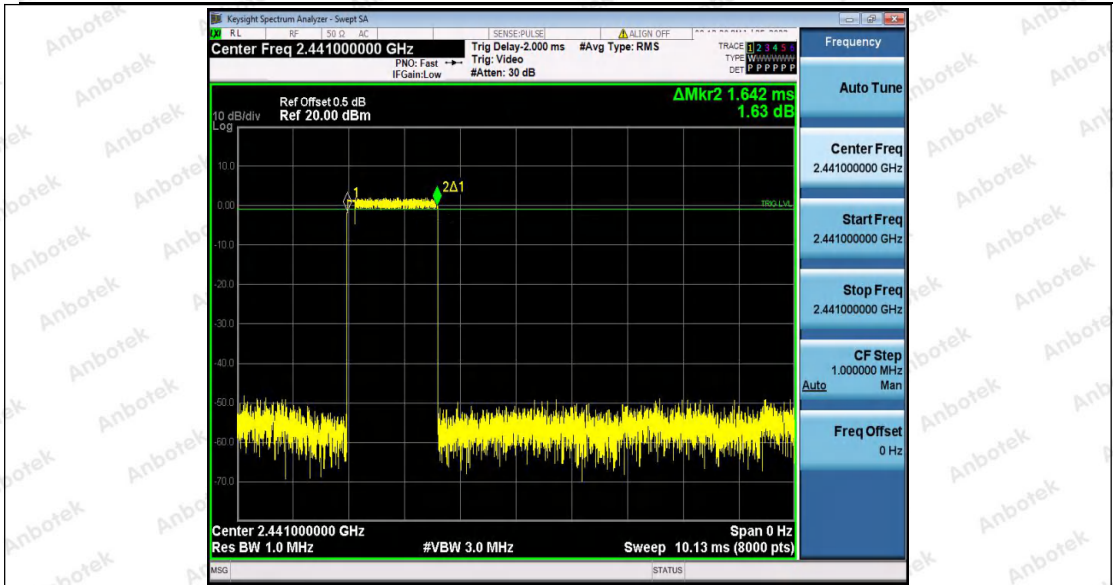 Keysight Spectrum Analyzer - Swept SA
RL RF 50 Ω AC SENSE:PULSE ALIGN OFF
Center Freq 2.441000000 GHz
PNO: Fast
IFGain:Low
Trig Delay-2.000 ms
Trig: Video
#Atten: 30 dB
#Avg Type: RMS
TRACE 1 2 3 4 5 6
TYPE WWWWWW
DET P P P P P P
ΔMkr2 1.642 ms
1.63 dB
Ref Offset 0.5 dB
10 dB/div Ref 20.00 dBm
Log
10.0
0.00
-10.0
-20.0
-30.0
-40.0
-50.0
-60.0
-70.0
1
2Δ1
TRIG LVL
Center 2.441000000 GHz Span 0 Hz
Res BW 1.0 MHz #VBW 3.0 MHz Sweep 10.13 ms (8000 pts)
MSG STATUS
Frequency
Auto Tune
Center Freq
2.441000000 GHz
Start Freq
2.441000000 GHz
Stop Freq
2.441000000 GHz
CF Step
1.000000 MHz
Auto Man
Freq Offset
0 Hz
Anbotek